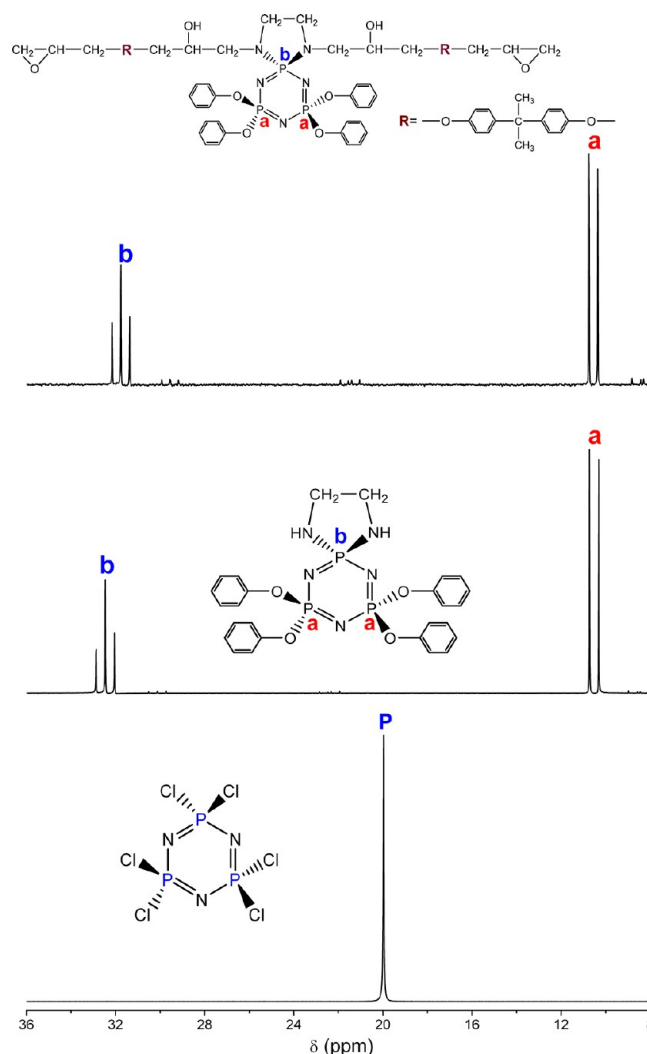 CH₂—CH₂
OH OH
CH₂—CH—CH₂—R—CH₂—CH—CH₂—N N—CH₂—CH—CH₂—R—CH₂—CH—CH₂
O b O
P
N N
O O
P P
O a N a O
R= —O C O—
CH₃
CH₃
a
b
a
CH₂—CH₂
HN b NH
P
b
N N
O O
P P
O a N a O
P
Cl Cl
P
N N
Cl Cl
P P
Cl N Cl
36 32 28 24 20 16 12
δ (ppm)